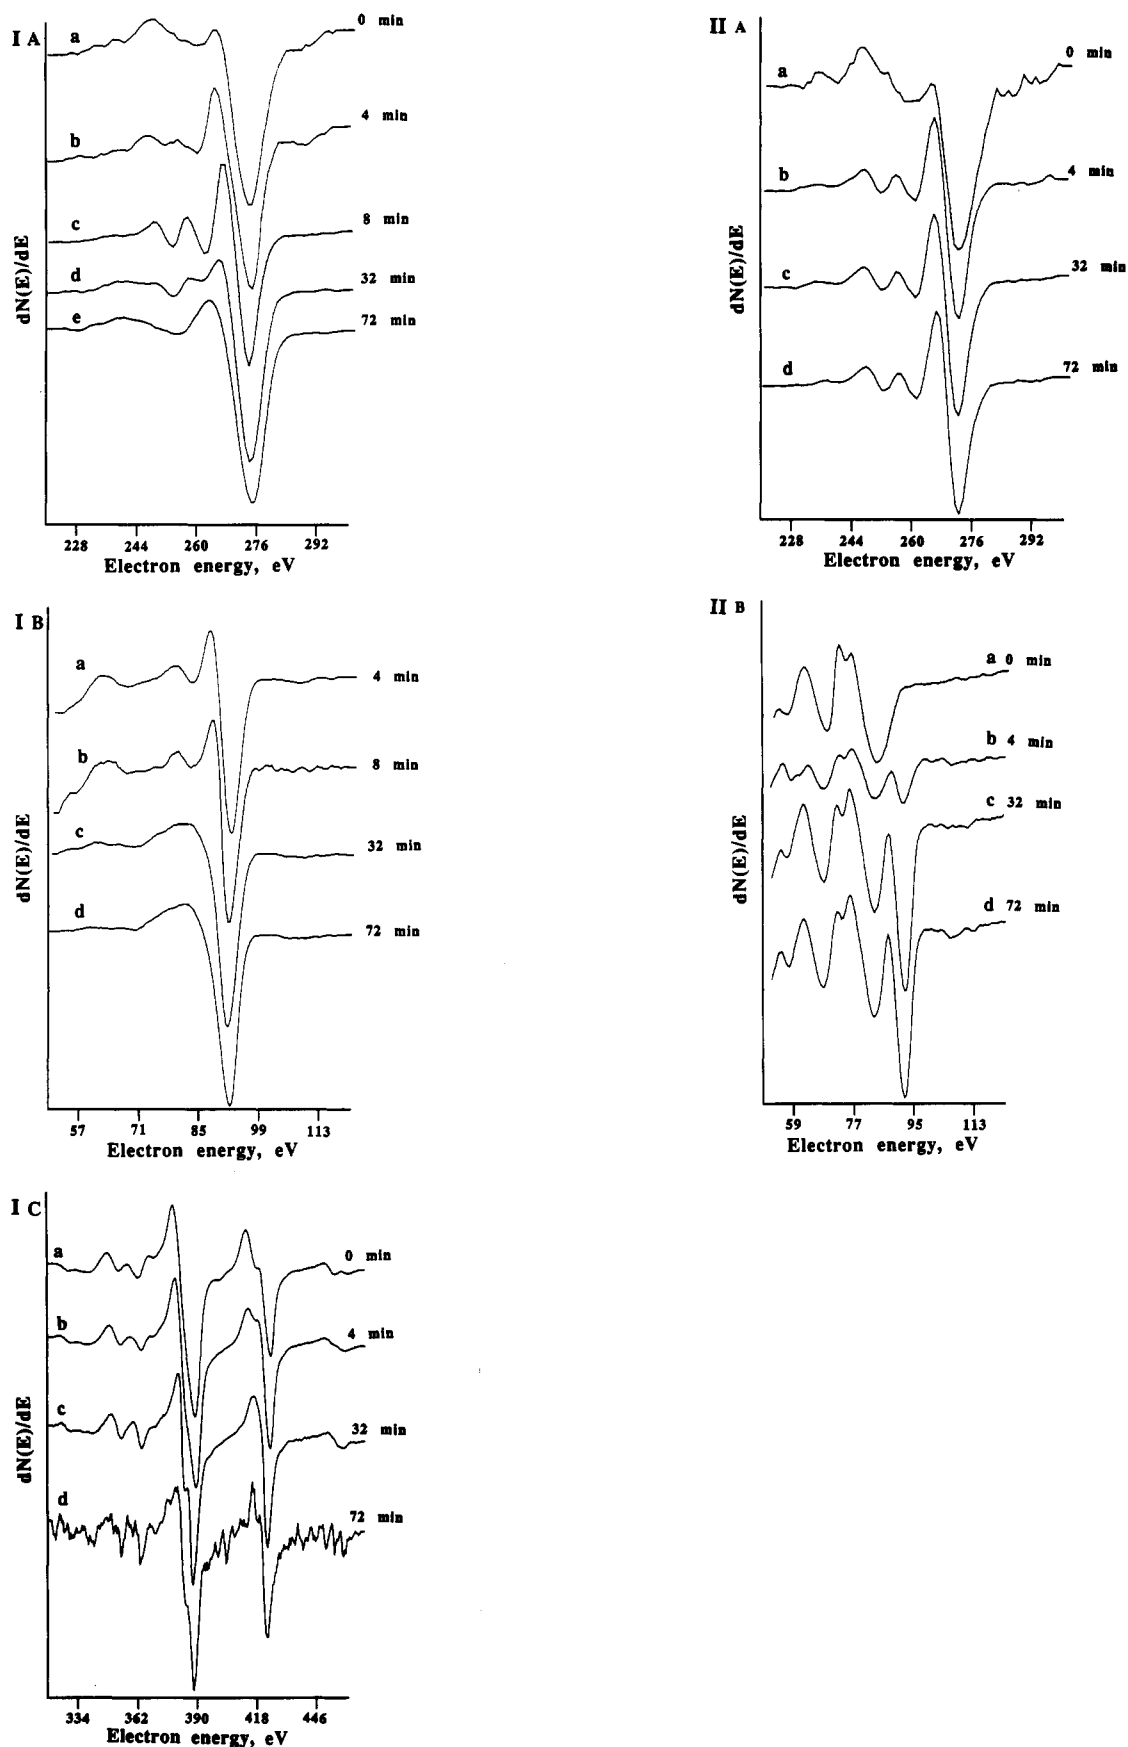 I A
a
0 min
b
4 min
c
8 min
d
32 min
e
72 min
dN(E)/dE
228 244 260 276 292
Electron energy, eV
II A
a
0 min
b
4 min
c
32 min
d
72 min
dN(E)/dE
228 244 260 276 292
Electron energy, eV
I B
a
4 min
b
8 min
c
32 min
d
72 min
dN(E)/dE
57 71 85 99 113
Electron energy, eV
II B
a 0 min
b 4 min
c 32 min
d 72 min
dN(E)/dE
59 77 95 113
Electron energy, eV
I C
a
0 min
b
4 min
c
32 min
d
72 min
dN(E)/dE
334 362 390 418 446
Electron energy, eV